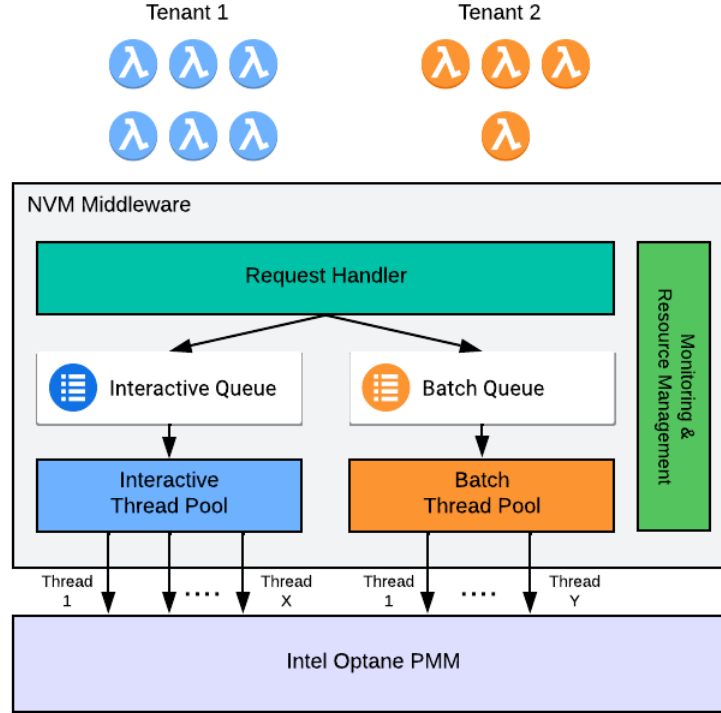 Tenant 1
Tenant 2
λ λ λ
λ λ λ
λ λ λ
λ
NVM Middleware
Request Handler
Monitoring &
Resource Management
Interactive Queue
Batch Queue
Interactive
Thread Pool
Batch
Thread Pool
Thread
1
....
Thread
X
Thread
1
....
Thread
Y
Intel Optane PMM